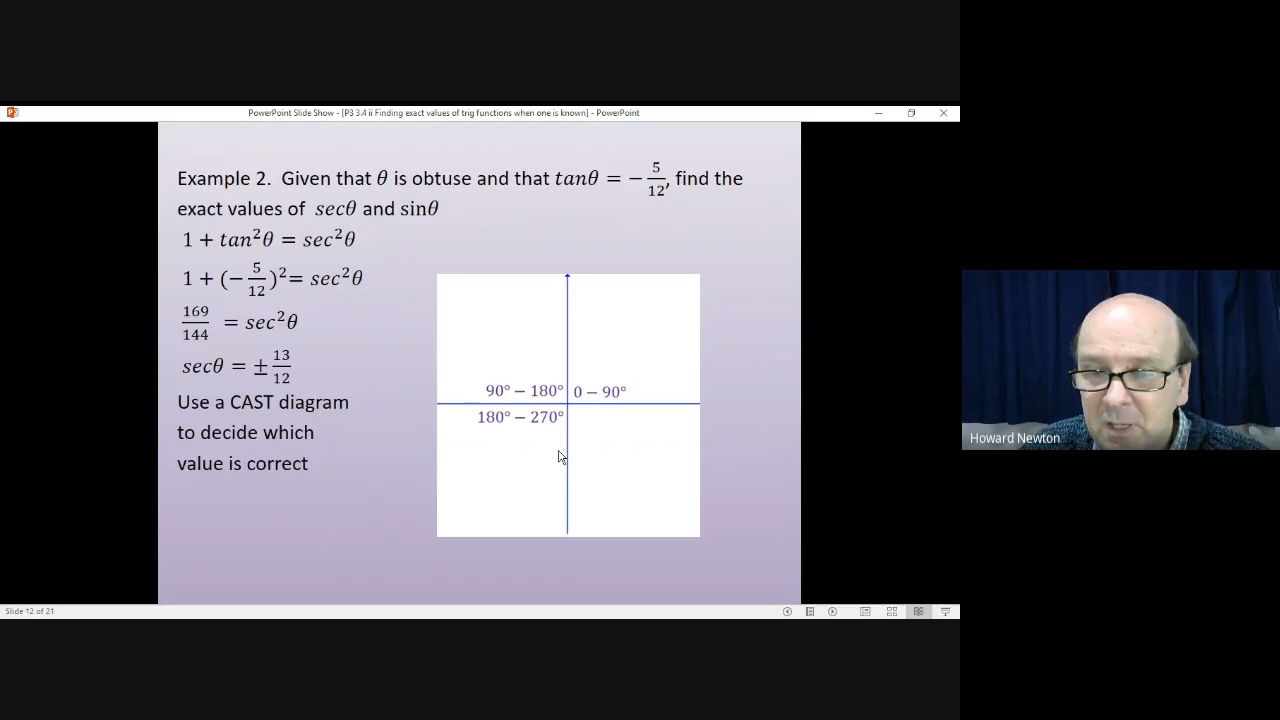 PowerPoint Slide Show - [P3 3.4 ii Finding exact values of trig functions when one is known] - PowerPoint
Example 2. Given that θ is obtuse and that tanθ = −5/12, find the
exact values of secθ and sinθ
1 + tan²θ = sec²θ
1 + (−5/12)² = sec²θ
169/144 = sec²θ
secθ = ±13/12
Use a CAST diagram
to decide which
value is correct
90° − 180° 0 − 90°
180° − 270°
Howard Newton
Slide 12 of 21